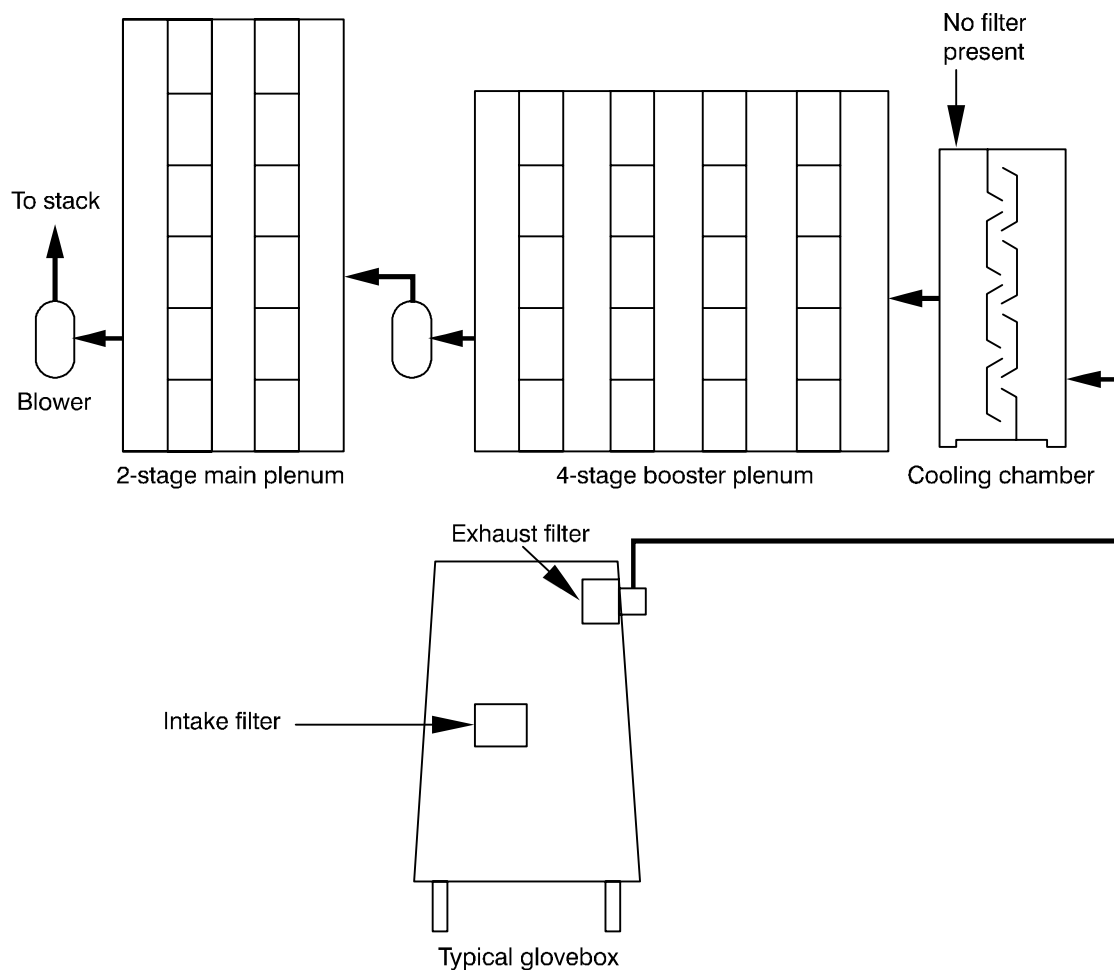 No filter
present
To stack
Blower
2-stage main plenum
4-stage booster plenum
Cooling chamber
Exhaust filter
Intake filter
Typical glovebox